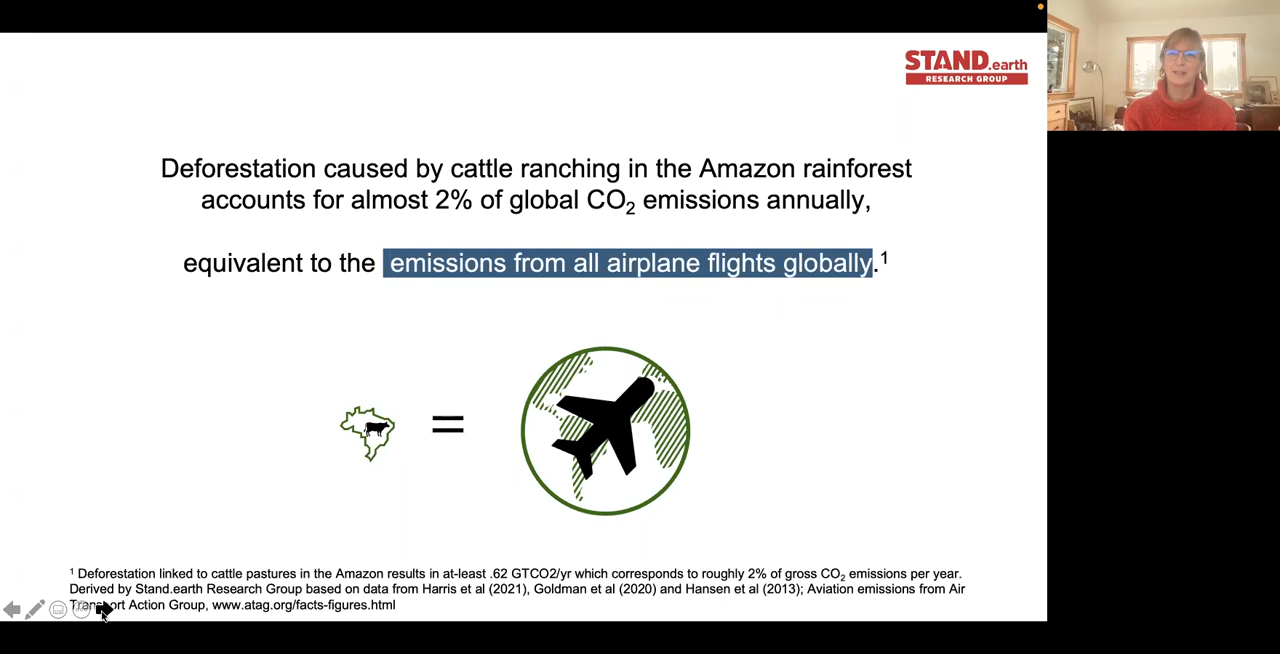 STAND.earth
RESEARCH GROUP
Deforestation caused by cattle ranching in the Amazon rainforest
accounts for almost 2% of global CO₂ emissions annually,
equivalent to the emissions from all airplane flights globally.¹
=
¹ Deforestation linked to cattle pastures in the Amazon results in at-least .62 GTCO2/yr which corresponds to roughly 2% of gross CO₂ emissions per year.
Derived by Stand.earth Research Group based on data from Harris et al (2021), Goldman et al (2020) and Hansen et al (2013); Aviation emissions from Air
Transport Action Group, www.atag.org/facts-figures.html